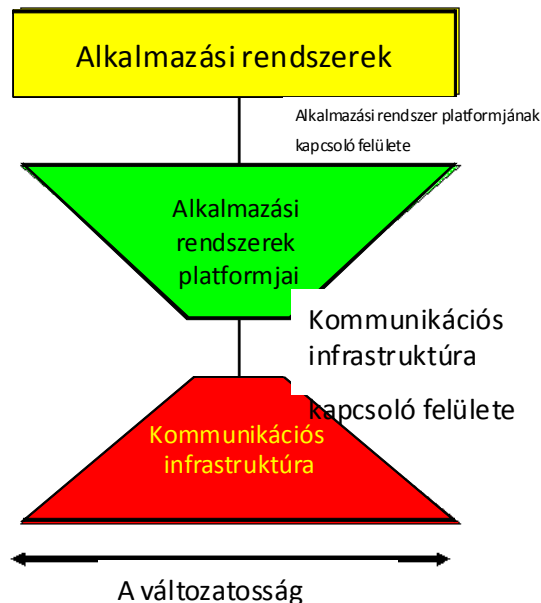 Alkalmazási rendszerek
Alkalmazási rendszer platformjának
kapcsoló felülete
Alkalmazási
rendszerek
platformjai
Kommunikációs
infrastruktúra
kapcsoló felülete
Kommunikációs
infrastruktúra
A változatosság